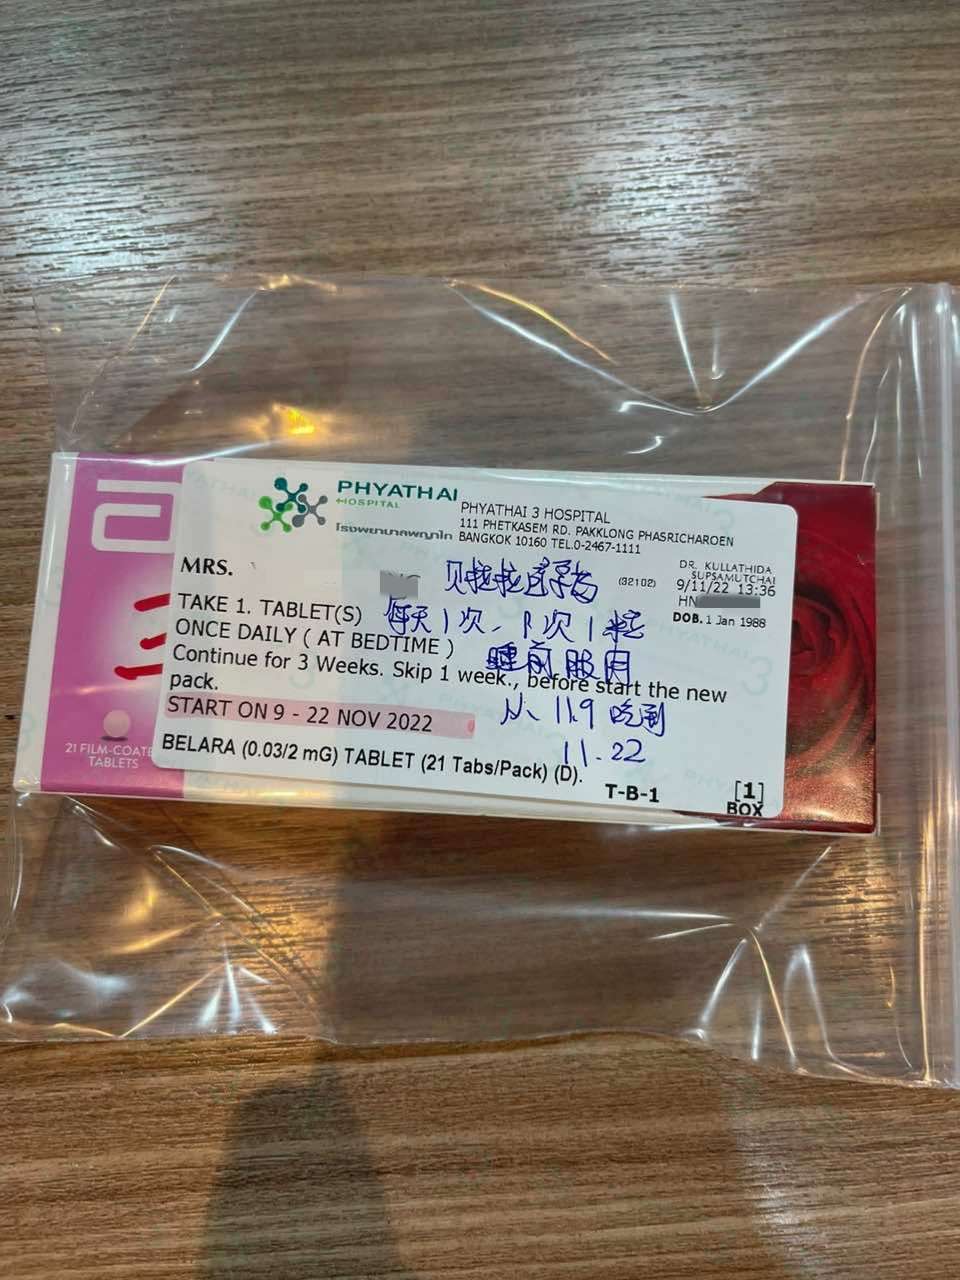 PHYATHAI
HOSPITAL
โรงพยาบาลพญาไท
PHYATHAI 3 HOSPITAL
111 PHETKASEM RD. PAKKLONG PHASRICHAROEN
BANGKOK 10160 TEL.0-2467-1111
MRS.
贝拉拉避孕药
(32102)
DR. KULLATHIDA
SUPSAMUTCHAI
9/11/22 13:36
HN
DOB. 1 Jan 1988
TAKE 1. TABLET(S)
每天1次、1次1粒
ONCE DAILY ( AT BEDTIME )
睡前服用
Continue for 3 Weeks. Skip 1 week., before start the new
pack.
START ON 9 - 22 NOV 2022
从 11.9 吃到
11.22
BELARA (0.03/2 mG) TABLET (21 Tabs/Pack) (D).
T-B-1
[1]
BOX
三
21 FILM-COATE
TABLETS